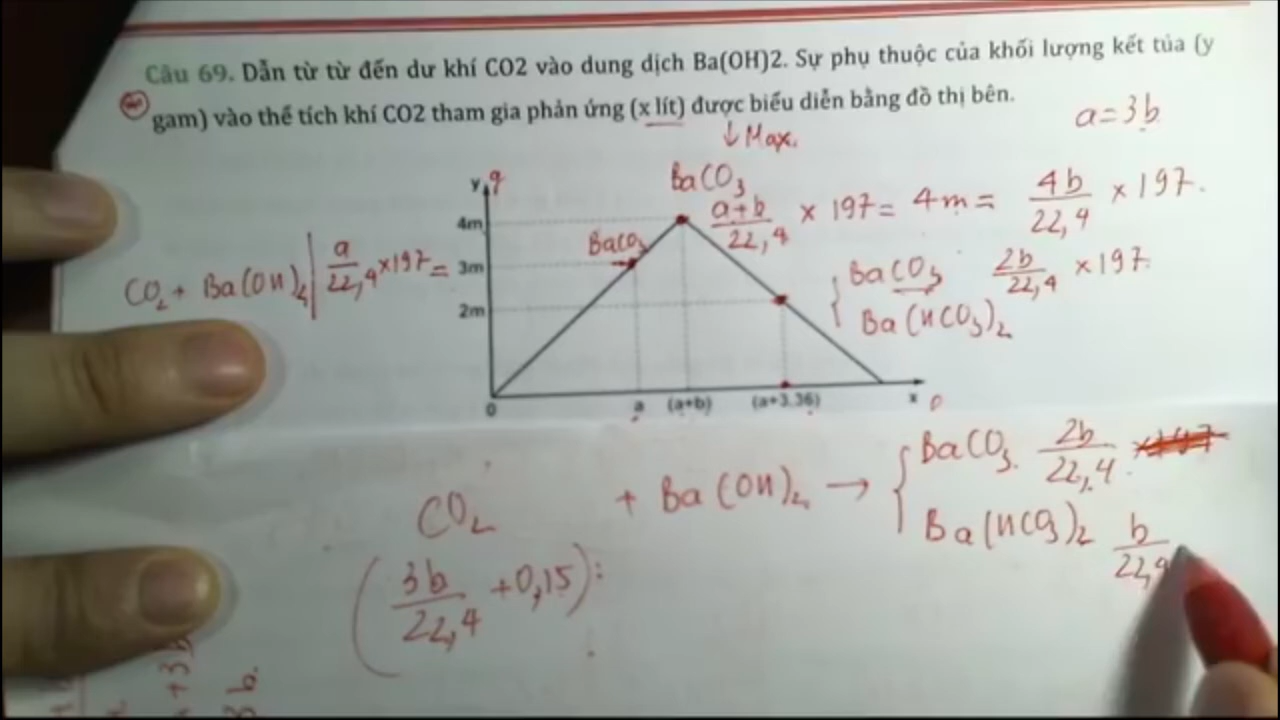 Câu 69. Dẫn từ từ đến dư khí CO2 vào dung dịch Ba(OH)2. Sự phụ thuộc của khối lượng kết tủa (y
gam) vào thể tích khí CO2 tham gia phản ứng (x lít) được biểu diễn bằng đồ thị bên.
a=3b
↓ Max.
y g
BaCO3
4m
a+b/22,4 × 197 = 4m = 4b/22,4 × 197.
BaCO3
CO2 + Ba(OH)2 | a/22,4 × 197 =
3m
BaCO3 2b/22,4 × 197.
2m
Ba(HCO3)2
0 a (a+b) (a+3.36) x
BaCO3. 2b/22,4.
CO2 + Ba(OH)2 →
Ba(HCO3)2 b/22,4
(3b/22,4 + 0,15):
+3b
3b.